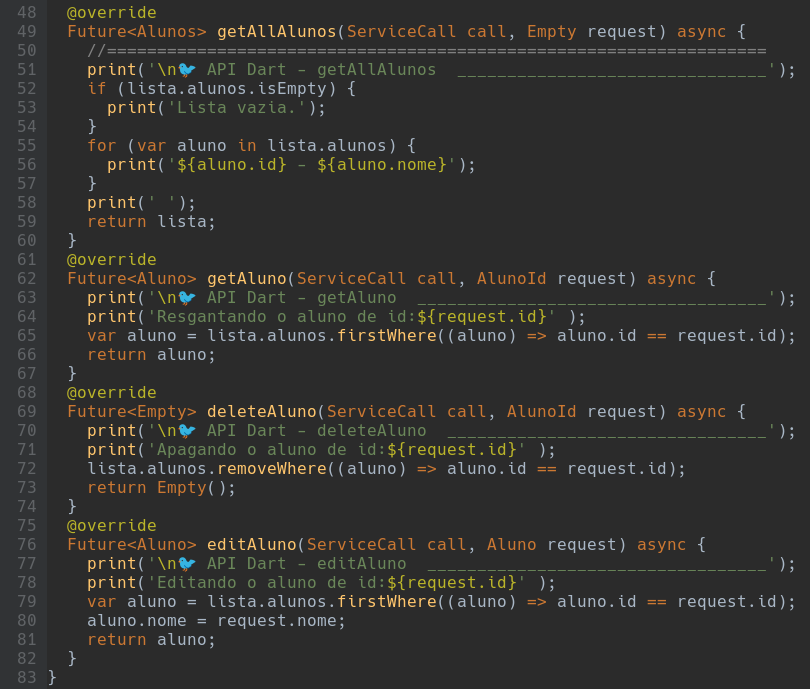 48   @override
49   Future<Alunos> getAllAlunos(ServiceCall call, Empty request) async {
50     //==================================================================
51     print('\n🐦 API Dart - getAllAlunos  _______________________________');
52     if (lista.alunos.isEmpty) {
53       print('Lista vazia.');
54     }
55     for (var aluno in lista.alunos) {
56       print('${aluno.id} - ${aluno.nome}');
57     }
58     print(' ');
59     return lista;
60   }
61   @override
62   Future<Aluno> getAluno(ServiceCall call, AlunoId request) async {
63     print('\n🐦 API Dart - getAluno  ___________________________________');
64     print('Resgantando o aluno de id:${request.id}' );
65     var aluno = lista.alunos.firstWhere((aluno) => aluno.id == request.id);
66     return aluno;
67   }
68   @override
69   Future<Empty> deleteAluno(ServiceCall call, AlunoId request) async {
70     print('\n🐦 API Dart - deleteAluno  ________________________________');
71     print('Apagando o aluno de id:${request.id}' );
72     lista.alunos.removeWhere((aluno) => aluno.id == request.id);
73     return Empty();
74   }
75   @override
76   Future<Aluno> editAluno(ServiceCall call, Aluno request) async {
77     print('\n🐦 API Dart - editAluno  __________________________________');
78     print('Editando o aluno de id:${request.id}' );
79     var aluno = lista.alunos.firstWhere((aluno) => aluno.id == request.id);
80     aluno.nome = request.nome;
81     return aluno;
82   }
83 }